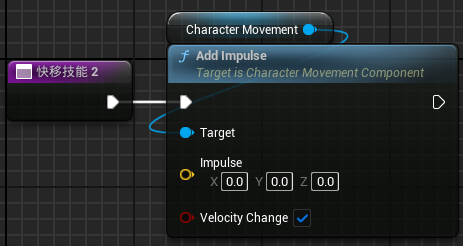 Character Movement
快移技能 2
Add Impulse
Target is Character Movement Component
Target
Impulse
X 0.0 Y 0.0 Z 0.0
Velocity Change